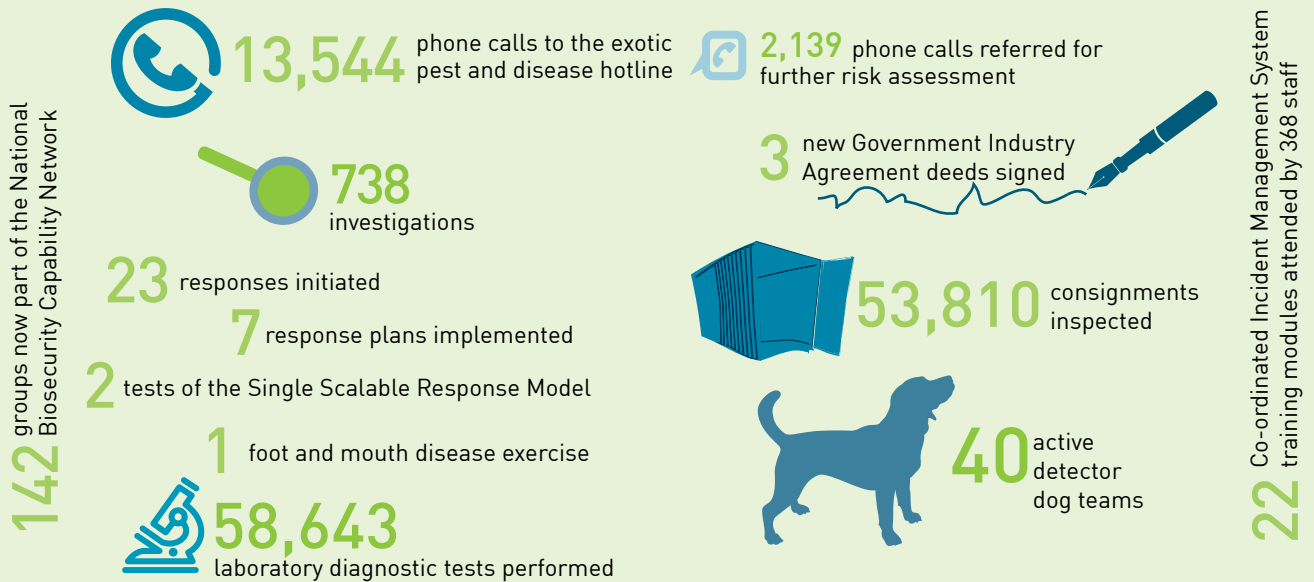 142 groups now part of the National
Biosecurity Capability Network
13,544 phone calls to the exotic
pest and disease hotline
738
investigations
23 responses initiated
7 response plans implemented
2 tests of the Single Scalable Response Model
1 foot and mouth disease exercise
58,643
laboratory diagnostic tests performed
2,139 phone calls referred for
further risk assessment
3 new Government Industry
Agreement deeds signed
53,810 consignments
inspected
40 active
detector
dog teams
22 Co-ordinated Incident Management System
training modules attended by 368 staff